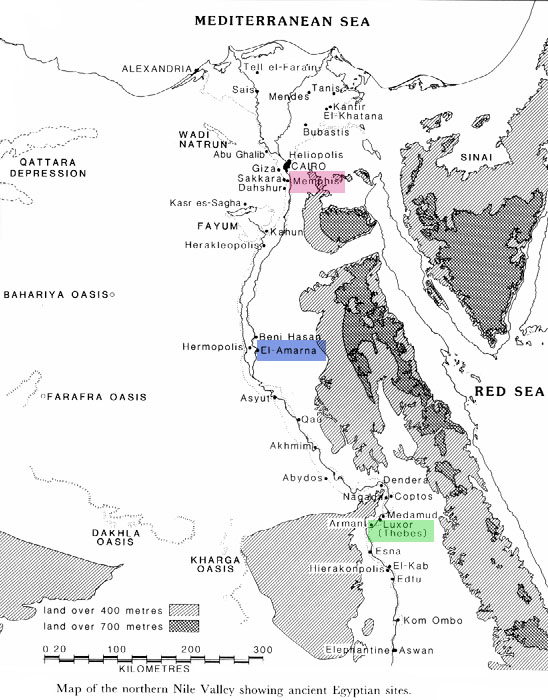 MEDITERRANEAN SEA
ALEXANDRIA
Tell el-Farain
Sais
Tanis
Mendes
Kantir
El-Khatana
Bubastis
WADI
NATRUN
QATTARA
DEPRESSION
Abu Ghalib
Heliopolis
CAIRO
SINAI
Giza
Sakkara
Memphis
Dahshur
Kasr es-Sagha
FAYUM
Kahun
Herakleopolis
BAHARIYA OASIS
Beni Hasan
Hermopolis
El-Amarna
RED SEA
FARAFRA OASIS
Asyut
Qau
Akhmim
Abydos
Dendera
Nagada
Coptos
Medamud
Armant
Luxor
(Thebes)
DAKHLA
OASIS
KHARGA
OASIS
Esna
Hierakonpolis
El-Kab
Edfu
land over 400 metres
land over 700 metres
Kom Ombo
Elephantine
Aswan
0 20 100 200 300
KILOMETRES
Map of the northern Nile Valley showing ancient Egyptian sites.